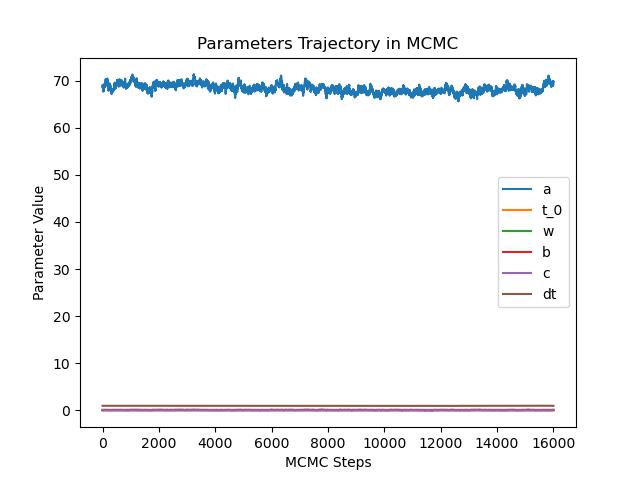 Parameters Trajectory in MCMC
Parameter Value
70
60
50
40
30
20
10
0
a
t_0
w
b
c
dt
0 2000 4000 6000 8000 10000 12000 14000 16000
MCMC Steps